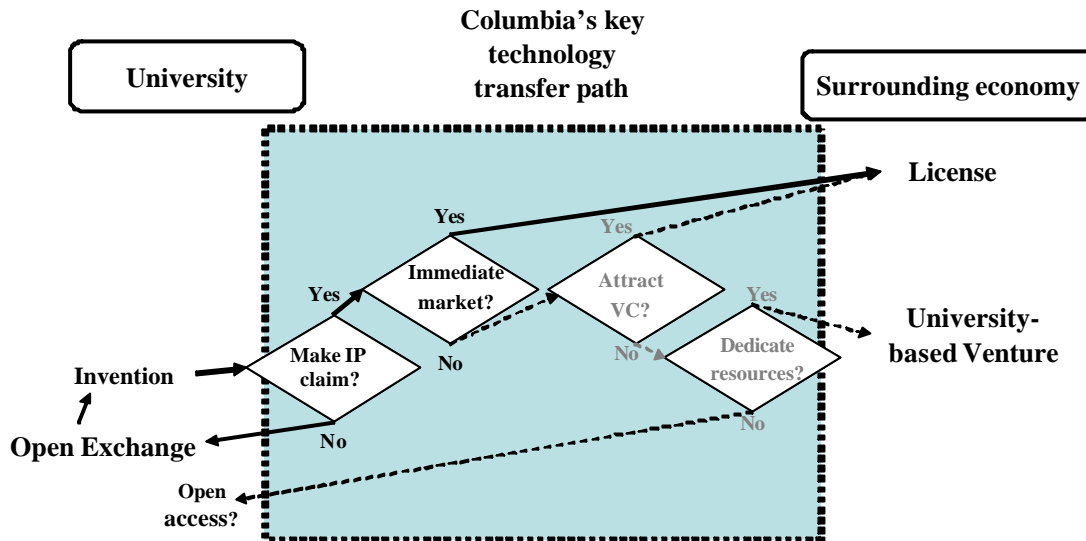 Columbia’s key
technology
transfer path
University
Surrounding economy
License
Yes
Yes
Immediate
market?
Attract
VC?
Yes
Yes
University-
based Venture
No
No
Make IP
claim?
Dedicate
resources?
Invention
Open Exchange
No
No
Open
access?